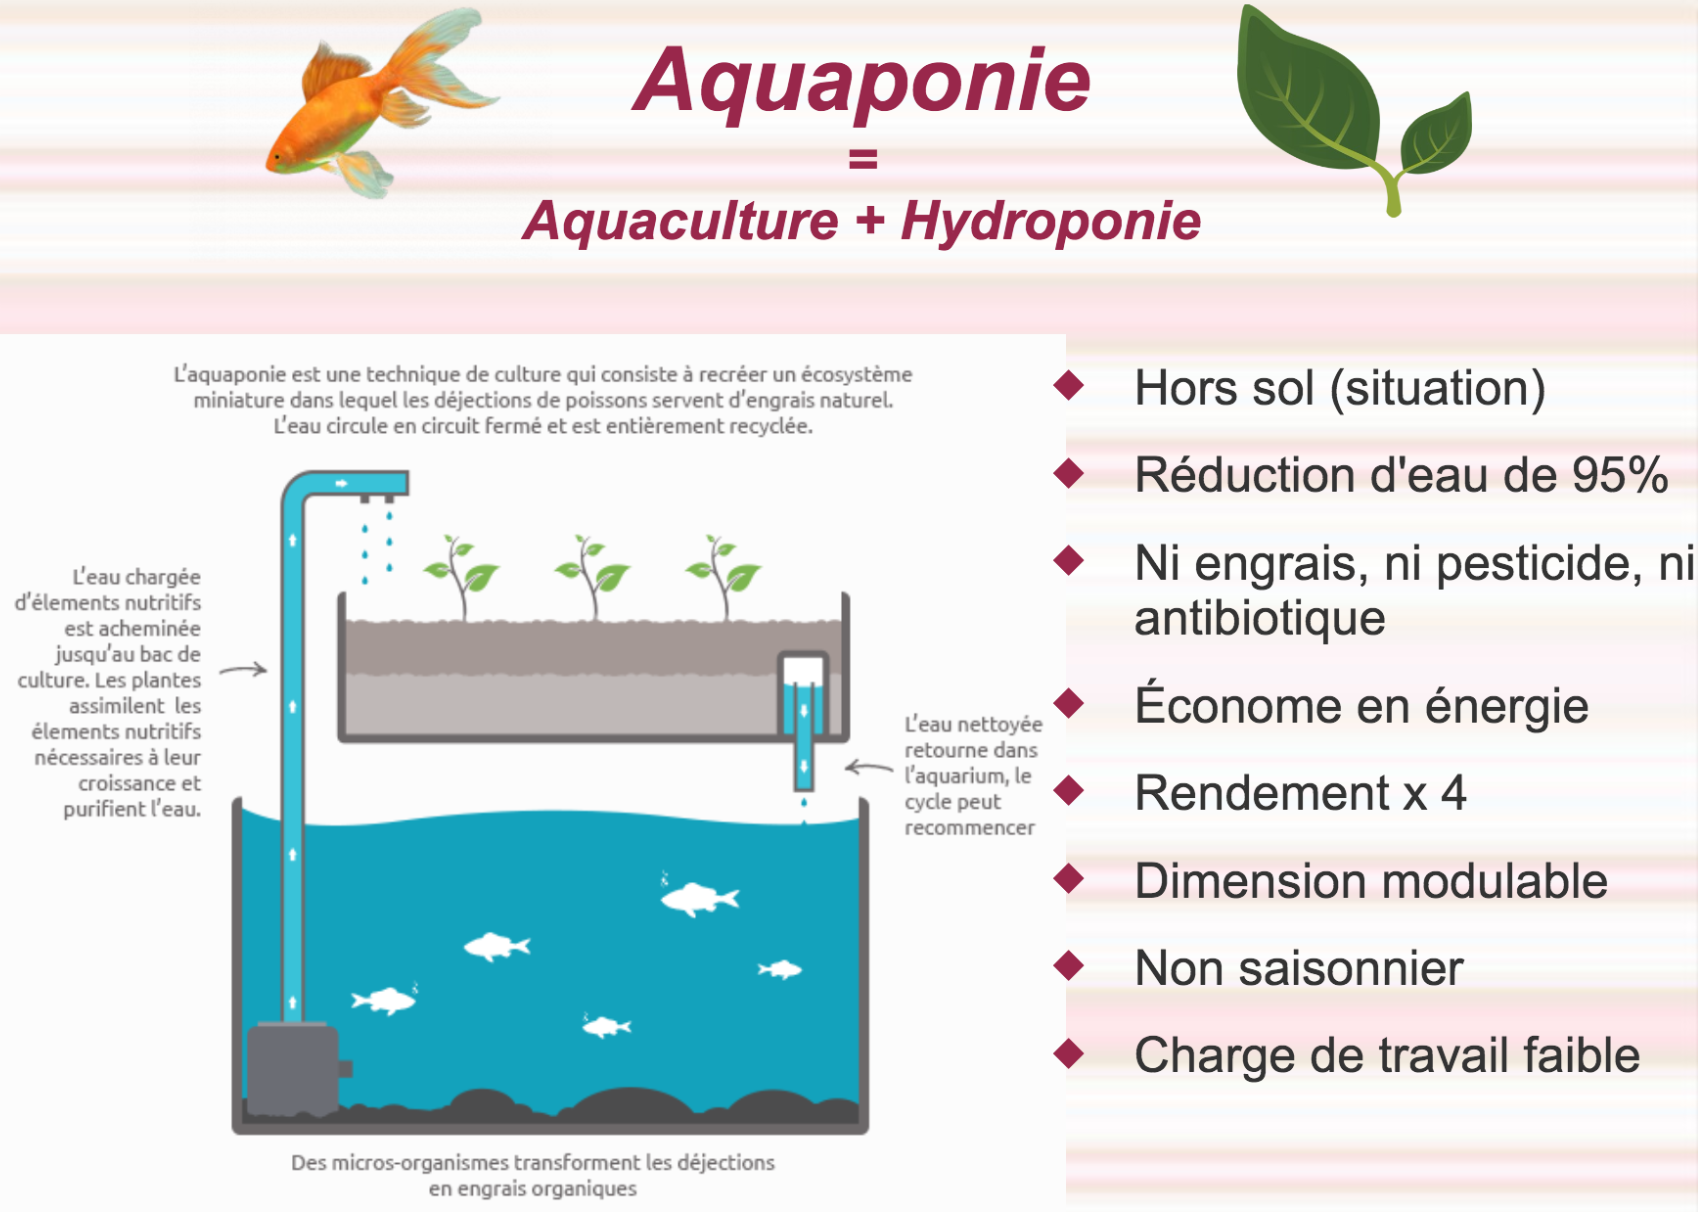 Aquaponie
=
Aquaculture + Hydroponie
L'aquaponie est une technique de culture qui consiste à recréer un écosystème
miniature dans lequel les déjections de poissons servent d'engrais naturel.
L'eau circule en circuit fermé et est entièrement recyclée.
L'eau chargée
d'élements nutritifs
est acheminée
jusqu'au bac de
culture. Les plantes
assimilent les
élements nutritifs
nécessaires à leur
croissance et
purifient l'eau.
L'eau nettoyée
retourne dans
l'aquarium, le
cycle peut
recommencer
Des micros-organismes transforment les déjections
en engrais organiques
Hors sol (situation)
Réduction d'eau de 95%
Ni engrais, ni pesticide, ni
antibiotique
Économe en énergie
Rendement x 4
Dimension modulable
Non saisonnier
Charge de travail faible